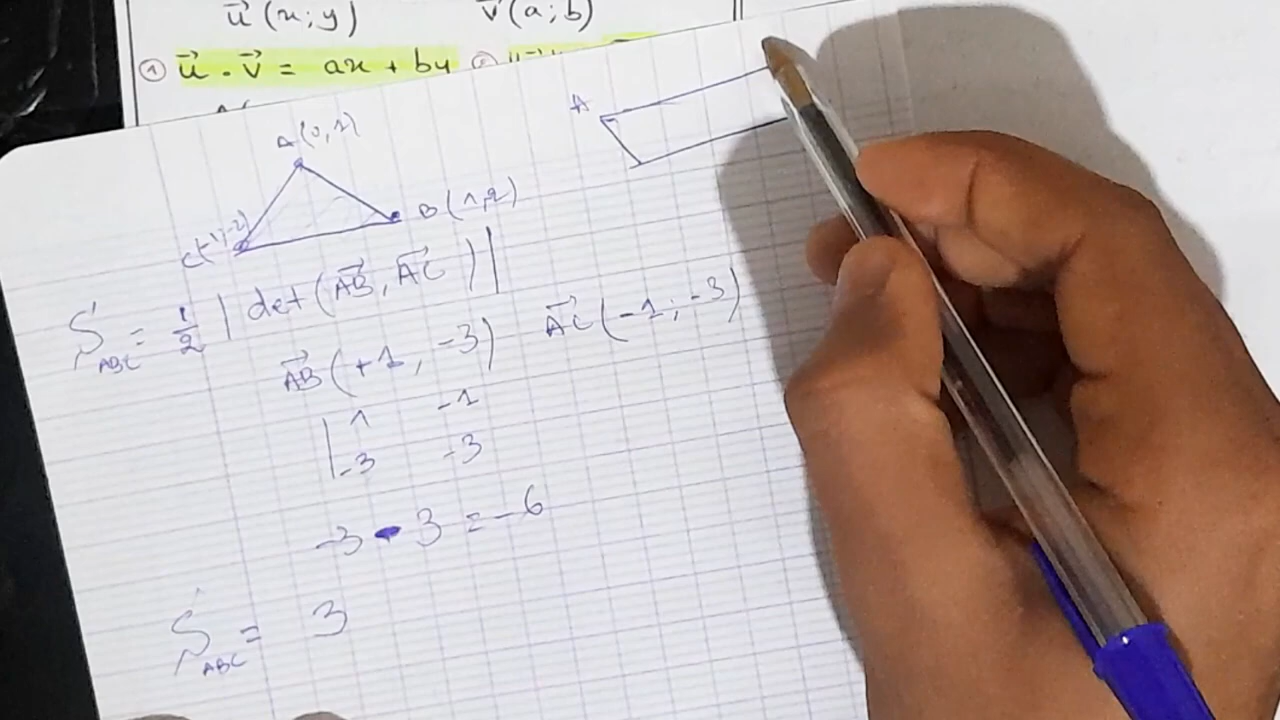 u⃗ (x; y) v⃗ (a; b)
① u⃗ . v⃗ = ax + by ②
A (0, 1)
A
B (1, 2)
S_ABC = 1/2 | det (AB⃗, AC⃗) |
AB⃗ (+1, -3) AC⃗ (-1; -3)
| 1 -1
| -3 -3
-3 - 3 = -6
S_ABC = 3